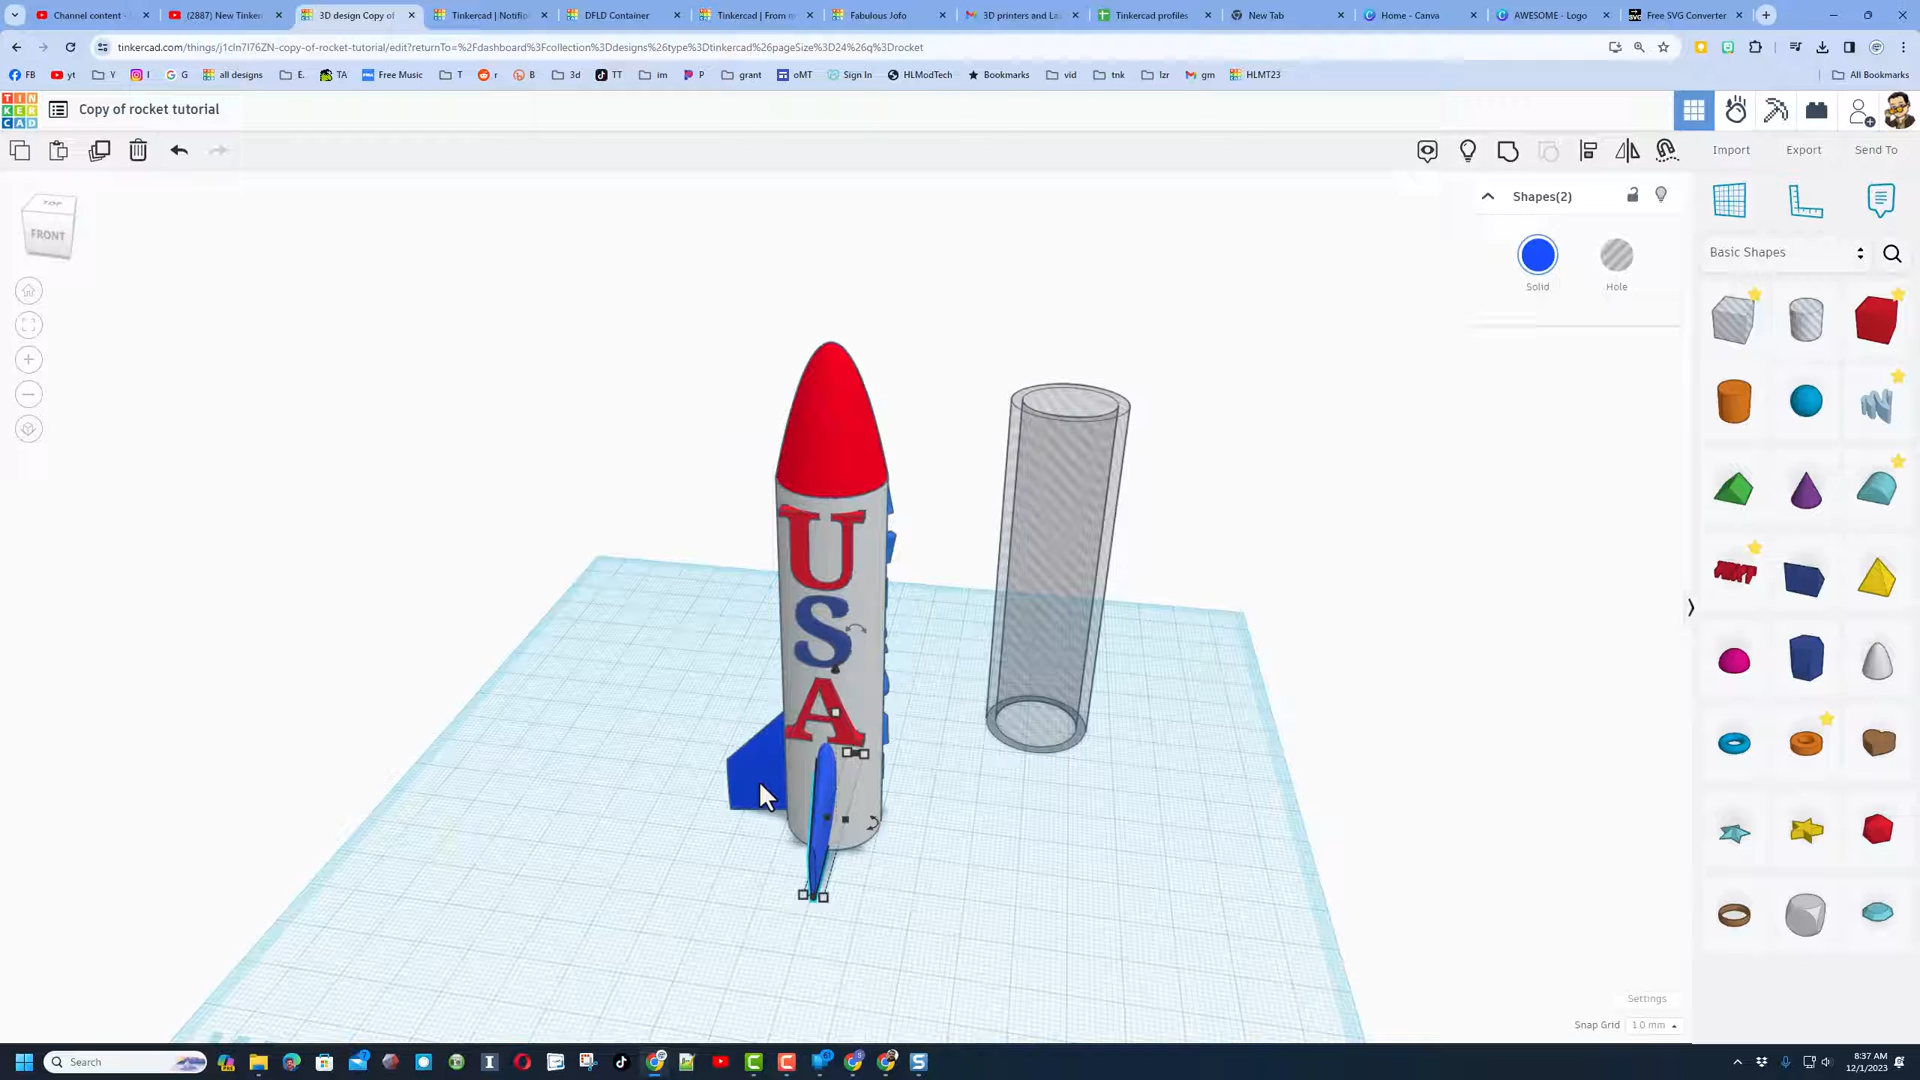 Channel content -
(2887) New Tinker
3D design Copy of
Tinkercad | Notifi
DFLD Container
Tinkercad | From
Fabulous Jofo
3D printers and La
Tinkercad profiles
New Tab
Home - Canva
AWESOME - Logo
Free SVG Converter
tinkercad.com/things/j1cln7I76ZN-copy-of-rocket-tutorial/edit?returnTo=%2Fdashboard%3Fcollection%3Ddesigns%26type%3Dtinkercad%26pageSize%3D24%26q%3Drocket
FB yt Y I G all designs E. TA Free Music T r B 3d TT im P grant oMT Sign In HLModTech Bookmarks vid tnk lzr gm HLMT23 All Bookmarks
TIN
KER
CAD
Copy of rocket tutorial
Import Export Send To
TOP
FRONT
Shapes(2)
Solid Hole
Basic Shapes
U
S
A
Settings
Snap Grid 1.0 mm
Search
8:37 AM
12/1/2023